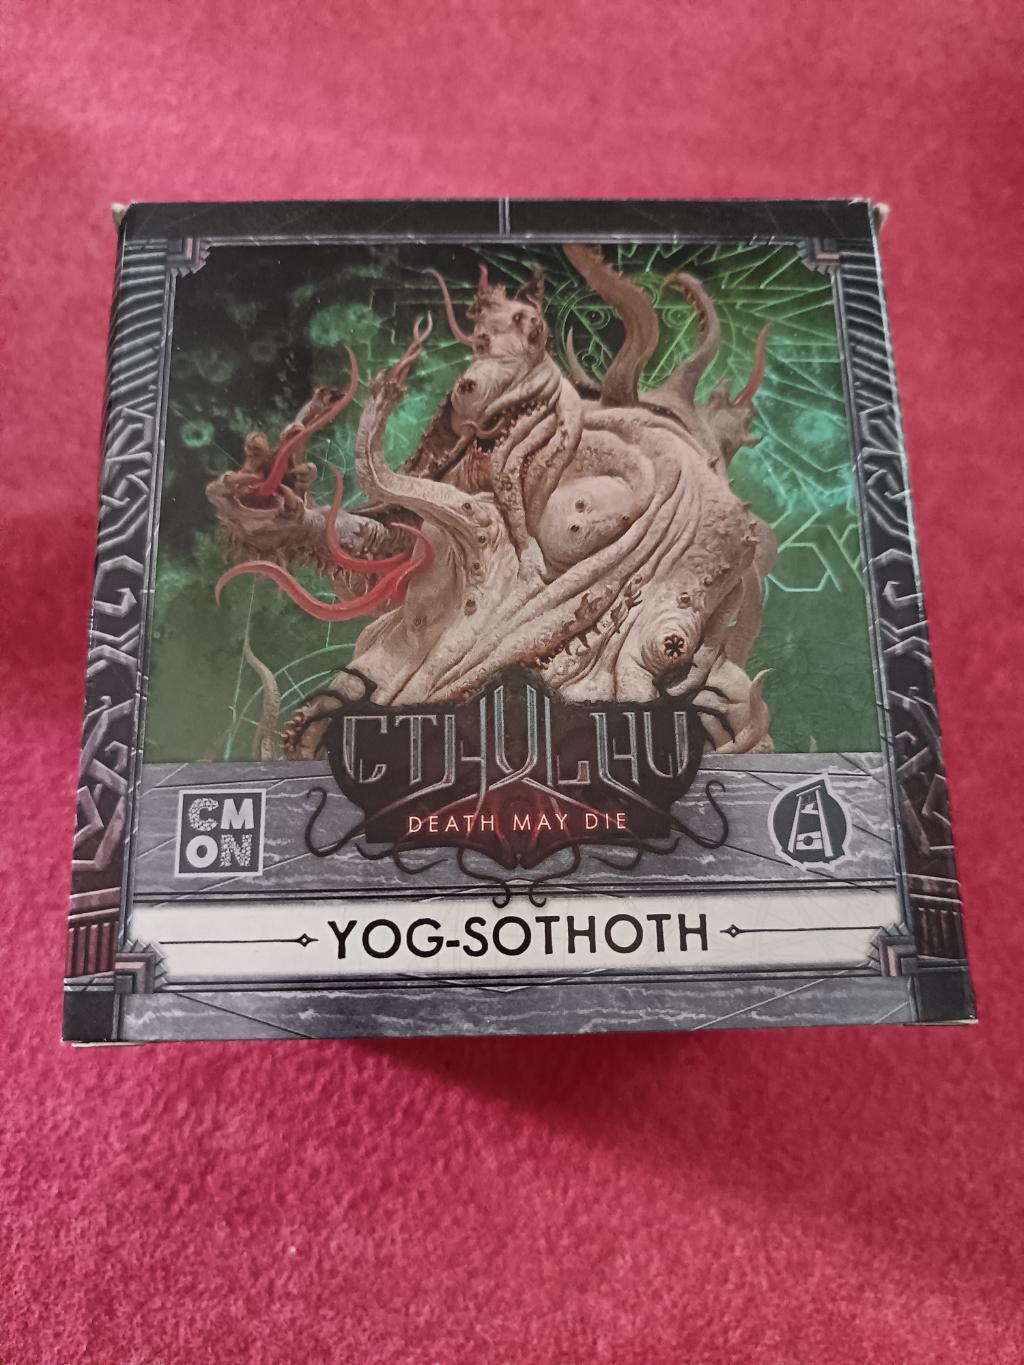 CTHULHU
DEATH MAY DIE
CM
ON
YOG-SOTHOTH